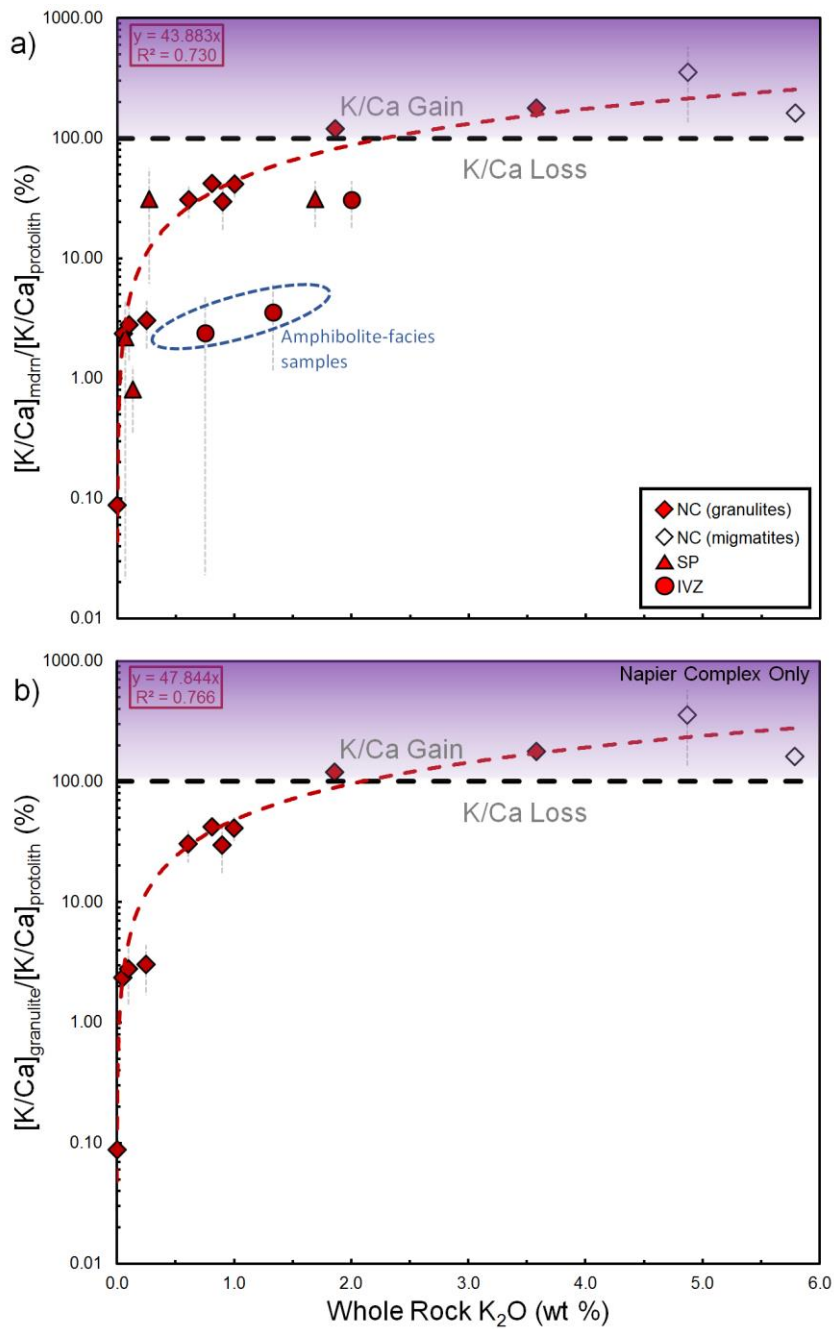 a)
y = 43.883x
R² = 0.730
1000.00
100.00
10.00
1.00
0.10
0.01
[K/Ca]mdrn/[K/Ca]protolith (%)
K/Ca Gain
K/Ca Loss
Amphibolite-facies
samples
NC (granulites)
NC (migmatites)
SP
IVZ
b)
y = 47.844x
R² = 0.766
Napier Complex Only
1000.00
100.00
10.00
1.00
0.10
0.01
[K/Ca]granulite/[K/Ca]protolith (%)
K/Ca Gain
K/Ca Loss
0.0 1.0 2.0 3.0 4.0 5.0 6.0
Whole Rock K₂O (wt %)